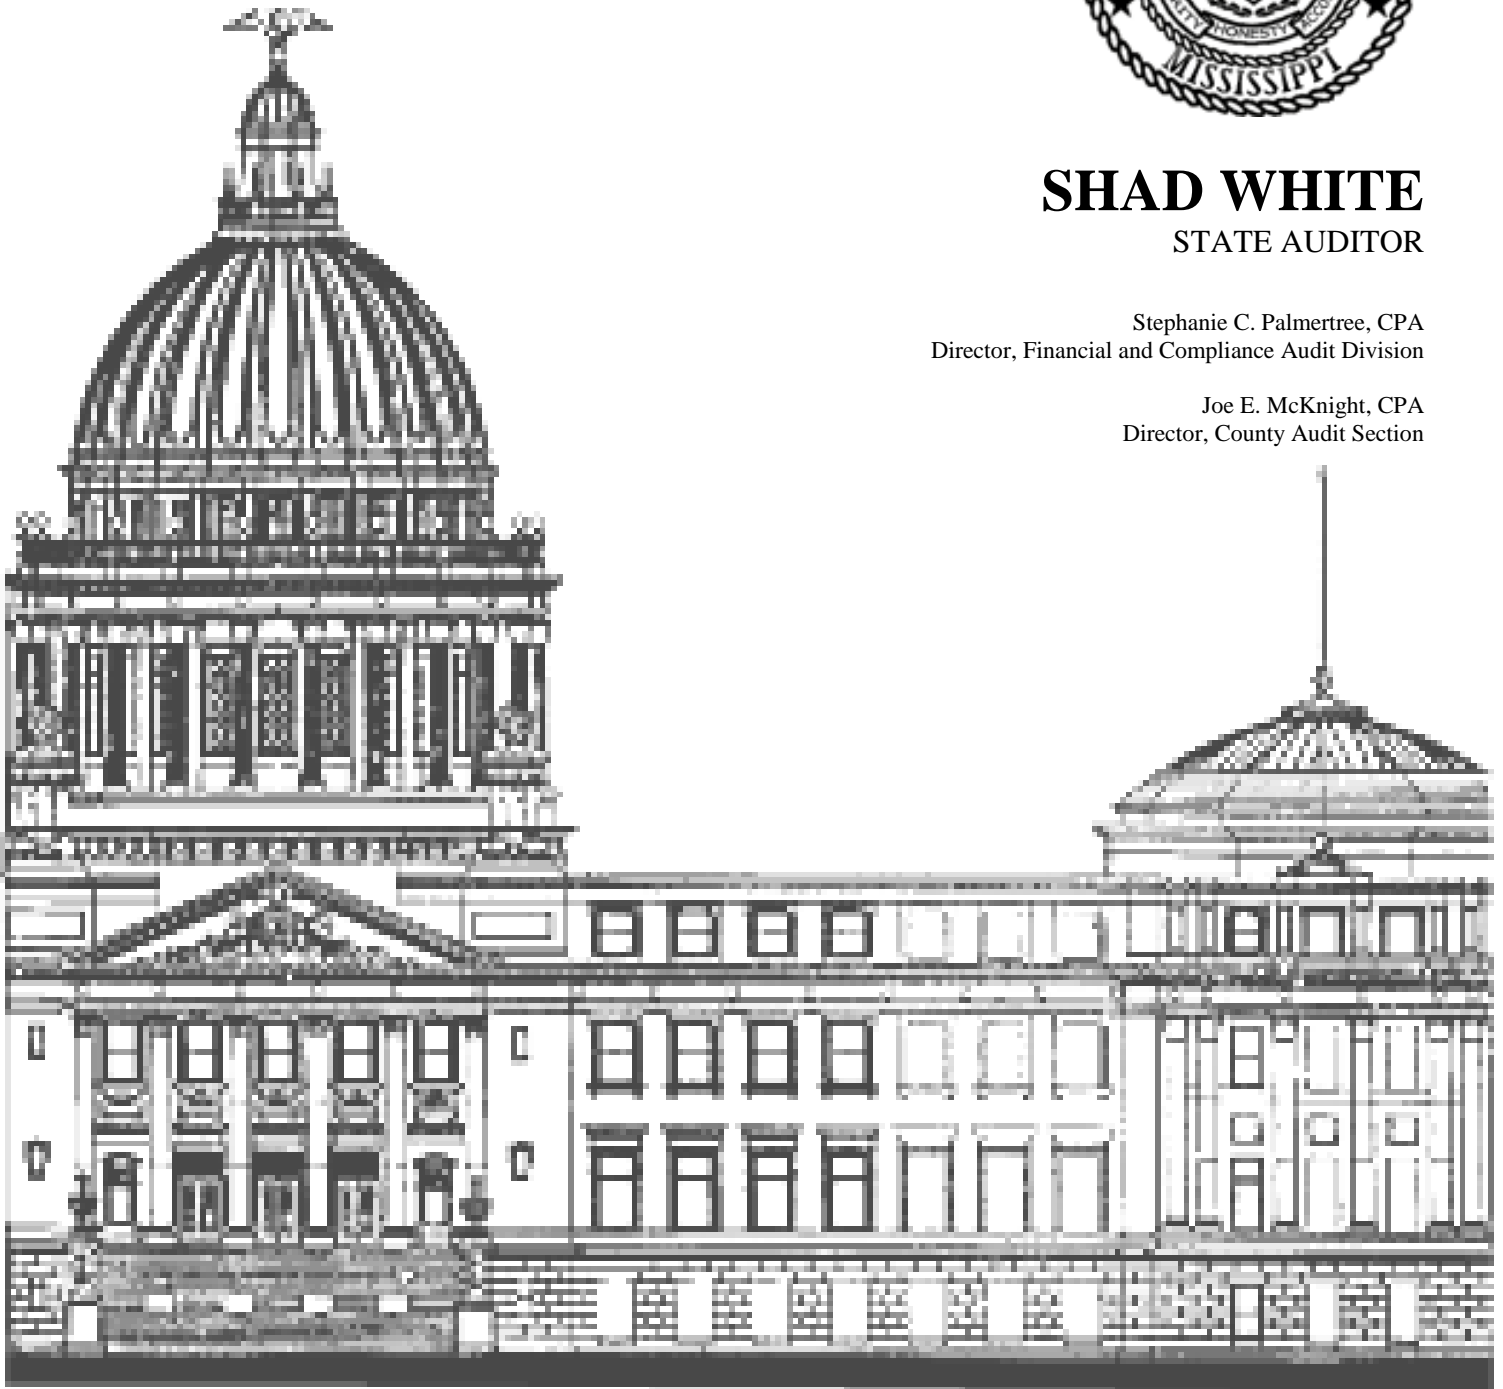 HONESTY
MISSISSIPPI
SHAD WHITE
STATE AUDITOR
Stephanie C. Palmertree, CPA
Director, Financial and Compliance Audit Division
Joe E. McKnight, CPA
Director, County Audit Section